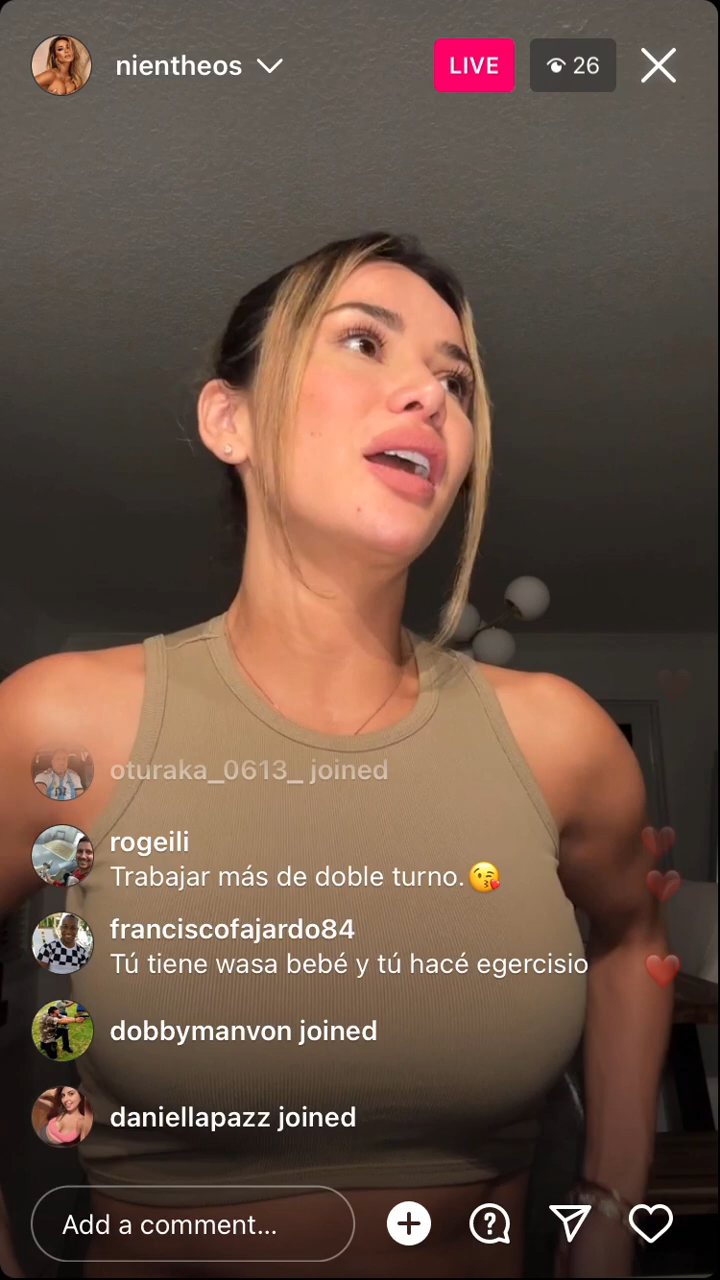 nientheos
LIVE
26
oturaka_0613_ joined
rogeili
Trabajar más de doble turno.😘
franciscofajardo84
Tú tiene wasa bebé y tú hacé egercisio
dobbymanvon joined
daniellapazz joined
Add a comment...